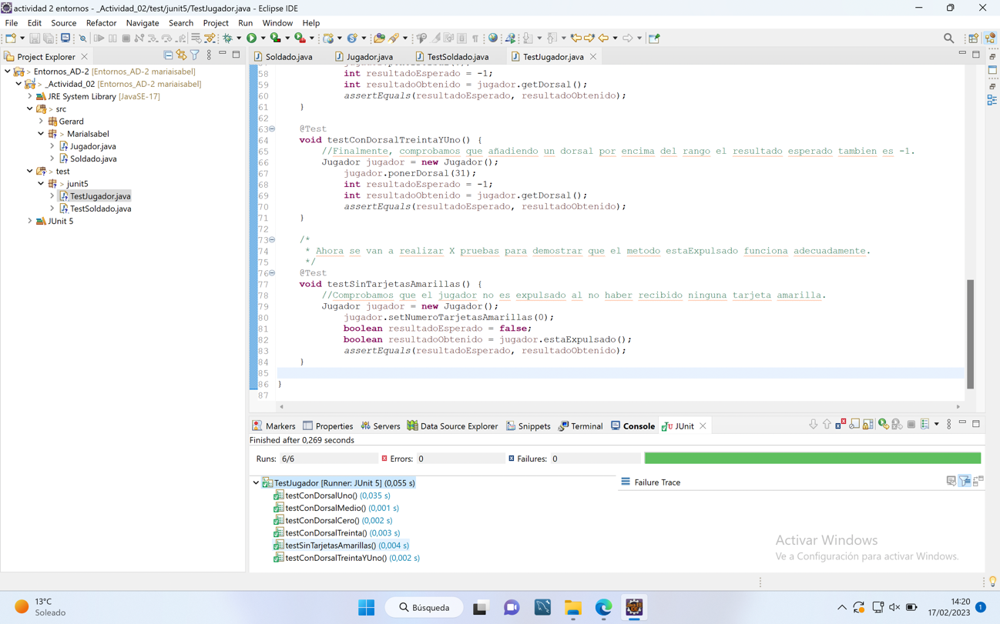 actividad 2 entornos - _Actividad_02/test/junit5/TestJugador.java - Eclipse IDE
File Edit Source Refactor Navigate Search Project Run Window Help
Project Explorer
Entornos_AD-2 [Entornos_AD-2 mariaisabel]
_Actividad_02 [Entornos_AD-2 mariaisabel]
JRE System Library [JavaSE-17]
src
Gerard
MariaIsabel
Jugador.java
Soldado.java
test
junit5
TestJugador.java
TestSoldado.java
JUnit 5
Soldado.java Jugador.java TestSoldado.java TestJugador.java
58 int resultadoEsperado = -1;
59 int resultadoObtenido = jugador.getDorsal();
60 assertEquals(resultadoEsperado, resultadoObtenido);
61 }
62
63 @Test
64 void testConDorsalTreintaYUno() {
65 //Finalmente, comprobamos que añadiendo un dorsal por encima del rango el resultado esperado tambien es -1.
66 Jugador jugador = new Jugador();
67 jugador.ponerDorsal(31);
68 int resultadoEsperado = -1;
69 int resultadoObtenido = jugador.getDorsal();
70 assertEquals(resultadoEsperado, resultadoObtenido);
71 }
72
73 /*
74 * Ahora se van a realizar X pruebas para demostrar que el metodo estaExpulsado funciona adecuadamente.
75 */
76 @Test
77 void testSinTarjetasAmarillas() {
78 //Comprobamos que el jugador no es expulsado al no haber recibido ninguna tarjeta amarilla.
79 Jugador jugador = new Jugador();
80 jugador.setNumeroTarjetasAmarillas(0);
81 boolean resultadoEsperado = false;
82 boolean resultadoObtenido = jugador.estaExpulsado();
83 assertEquals(resultadoEsperado, resultadoObtenido);
84 }
85
86 }
87
Markers Properties Servers Data Source Explorer Snippets Terminal Console JUnit
Finished after 0,269 seconds
Runs: 6/6 Errors: 0 Failures: 0
TestJugador [Runner: JUnit 5] (0,055 s)
Failure Trace
testConDorsalUno() (0,035 s)
testConDorsalMedio() (0,001 s)
testConDorsalCero() (0,002 s)
testConDorsalTreinta() (0,003 s)
testSinTarjetasAmarillas() (0,004 s)
testConDorsalTreintaYUno() (0,002 s)
Activar Windows
Ve a Configuración para activar Windows.
13°C
Soleado
Búsqueda
14:20
17/02/2023
1